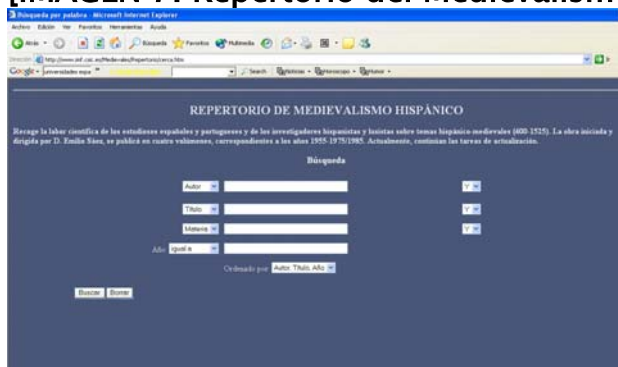 [IMAGEN 7: Repertorio del Medievalism
Búsqueda por palabra - Microsoft Internet Explorer
Archivo Edición Ver Favoritos Herramientas Ayuda
Atrás Búsqueda Favoritos Multimedia
Google universidades Search
REPERTORIO DE MEDIEVALISMO HISPÁNICO
Recoge la labor científica de los estudiosos españoles y portugueses y de los investigadores hispanistas y lusistas sobre temas hispánico-medievales (400-1525). La obra iniciada y
dirigida por D. Emilio Sáez, se publicó en cuatro volúmenes, correspondientes a los años 1955-1975/1985. Actualmente, continúan las tareas de actualización.
Búsqueda
Autor Y
Título Y
Materia Y
Año igual a
Ordenado por Autor, Título, Año
Buscar Borrar